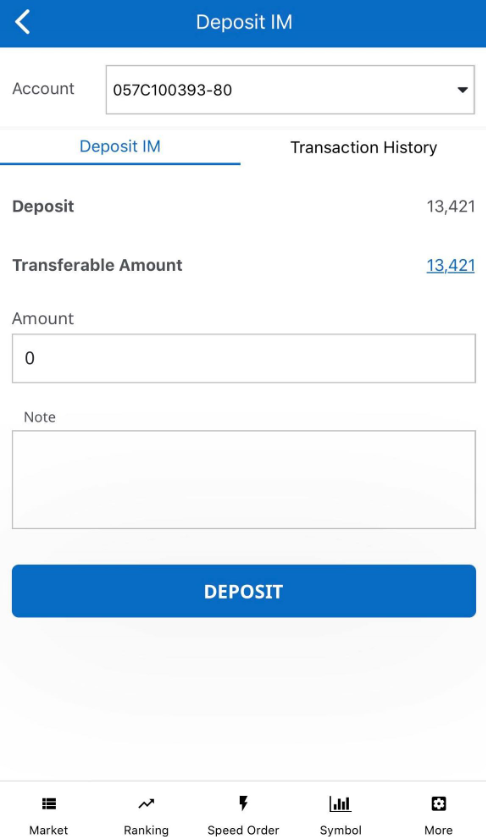 Deposit IM
Account
057C100393-80
Deposit IM
Transaction History
Deposit
13,421
Transferable Amount
13,421
Amount
0
Note
DEPOSIT
Market
Ranking
Speed Order
Symbol
More